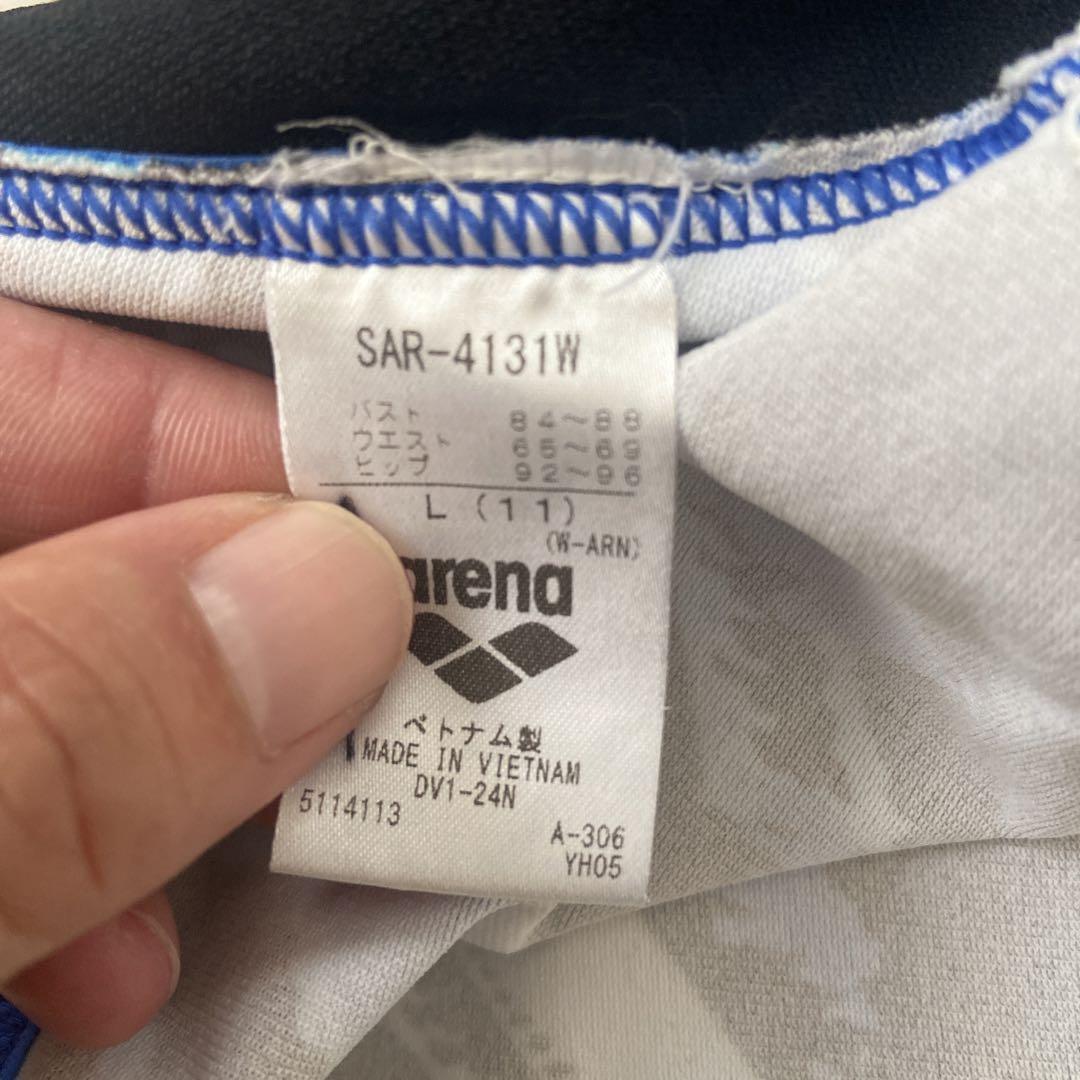 SAR-4131W
バスト 84～88
ウエスト 65～69
ヒップ 92～96
L(11)
(W-ARN)
arena
ベトナム製
MADE IN VIETNAM
DV1-24N
5114113
A-306
YH05